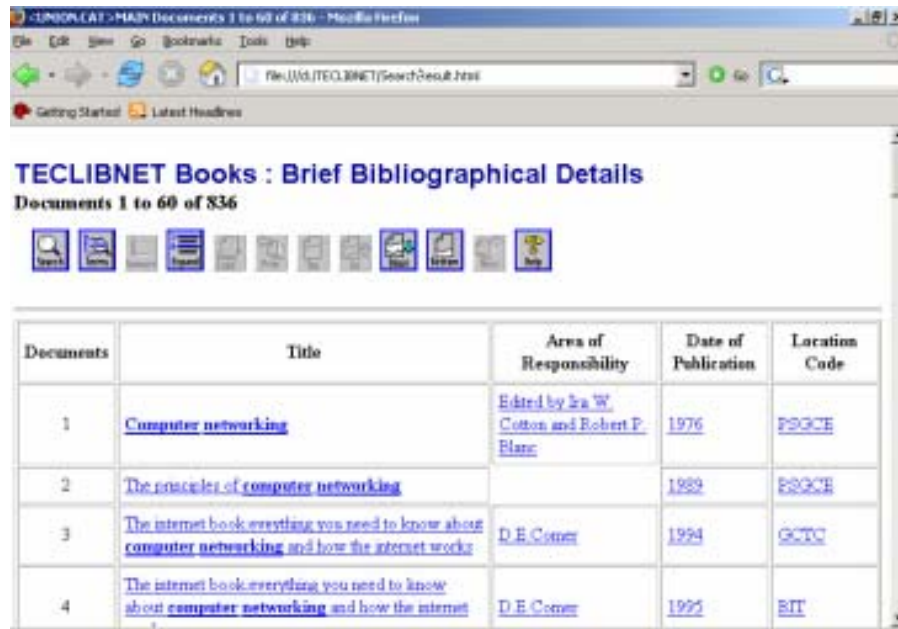 <UNION.CAT>MAIN Documents 1 to 60 of 836 - Mozilla Firefox
File Edit View Go Bookmarks Tools Help
Go
Getting Started Latest Headlines
TECLIBNET Books : Brief Bibliographical Details
Documents 1 to 60 of 836
Search Expand Help
Documents Title Area of Responsibility Date of Publication Location Code
1 Computer networking Edited by Ira W. Cotton and Robert P. Blanc 1976 PSGCE
2 The principles of computer networking 1989 PSGCE
3 The internet book:everything you need to know about
computer networking and how the internet works D.E.Comer 1994 GCTC
4 The internet book:everything you need to know
about computer networking and how the internet D.E.Comer 1995 BIT